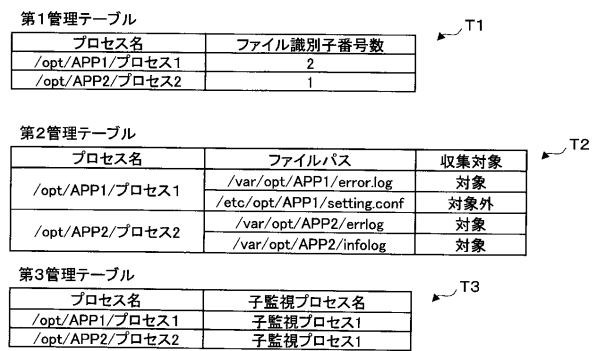 第1管理テーブル
T1
プロセス名 ファイル識別子番号数
/opt/APP1/プロセス1 2
/opt/APP2/プロセス2 1
第2管理テーブル
T2
プロセス名 ファイルパス 収集対象
/opt/APP1/プロセス1 /var/opt/APP1/error.log 対象
/etc/opt/APP1/setting.conf 対象外
/opt/APP2/プロセス2 /var/opt/APP2/errlog 対象
/var/opt/APP2/infolog 対象
第3管理テーブル
T3
プロセス名 子監視プロセス名
/opt/APP1/プロセス1 子監視プロセス1
/opt/APP2/プロセス2 子監視プロセス1